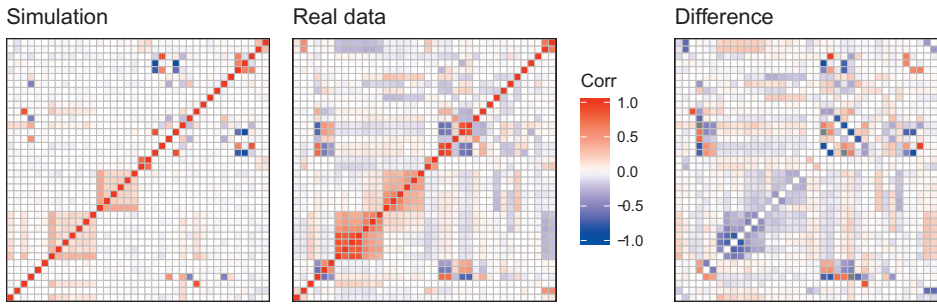 Simulation
Real data
Difference
Corr
1.0
0.5
0.0
−0.5
−1.0